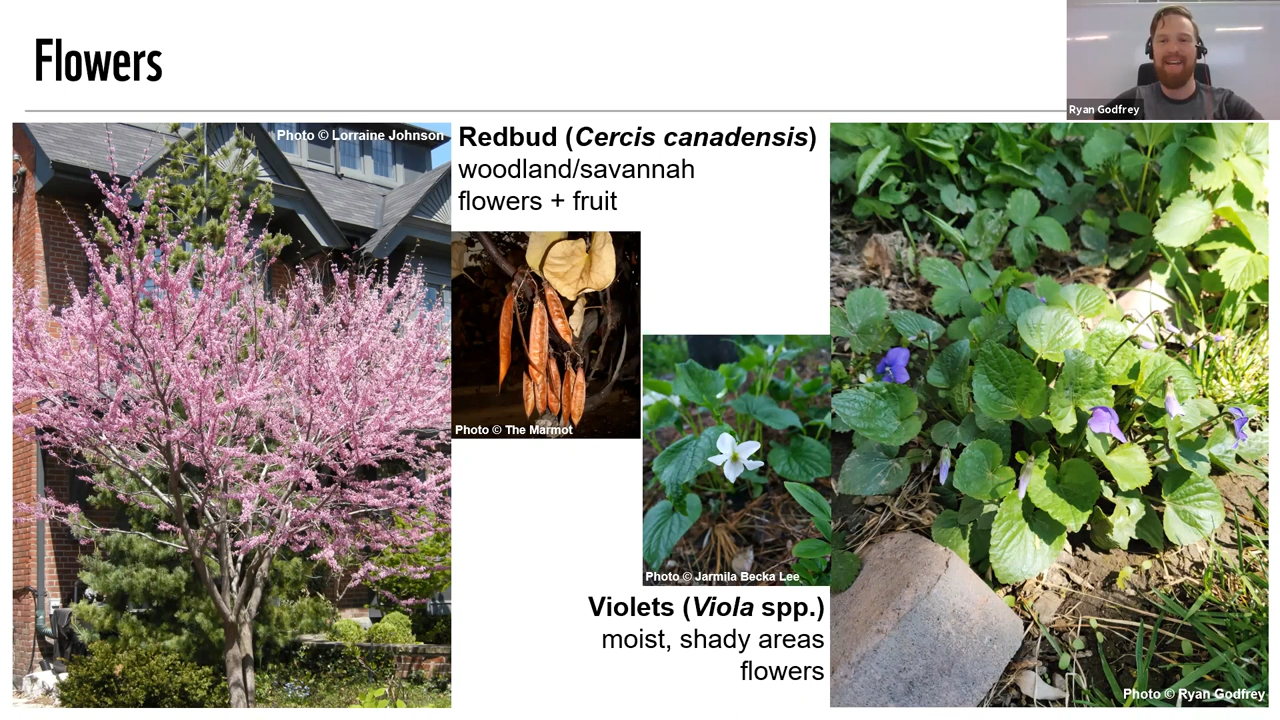 Flowers
Ryan Godfrey
Photo © Lorraine Johnson
Redbud (Cercis canadensis)
woodland/savannah
flowers + fruit
Photo © The Marmot
Photo © Jarmila Becka Lee
Violets (Viola spp.)
moist, shady areas
flowers
Photo © Ryan Godfrey